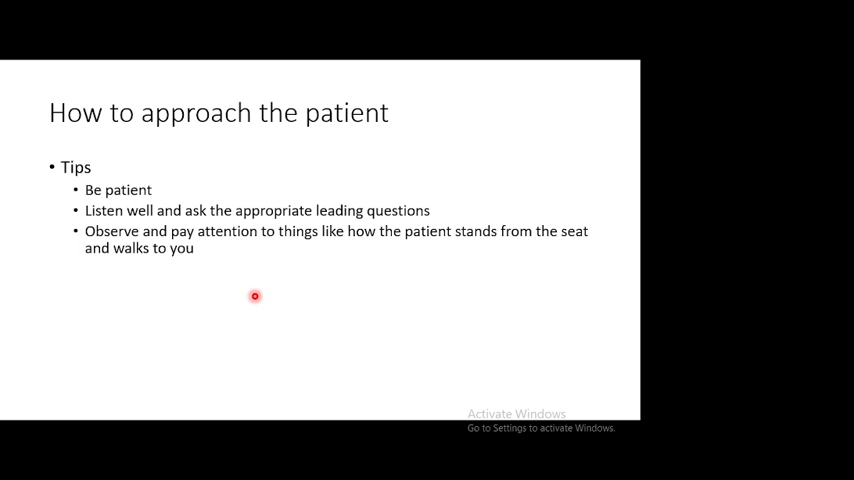 How to approach the patient
• Tips
• Be patient
• Listen well and ask the appropriate leading questions
• Observe and pay attention to things like how the patient stands from the seat
and walks to you
Activate Windows
Go to Settings to activate Windows.